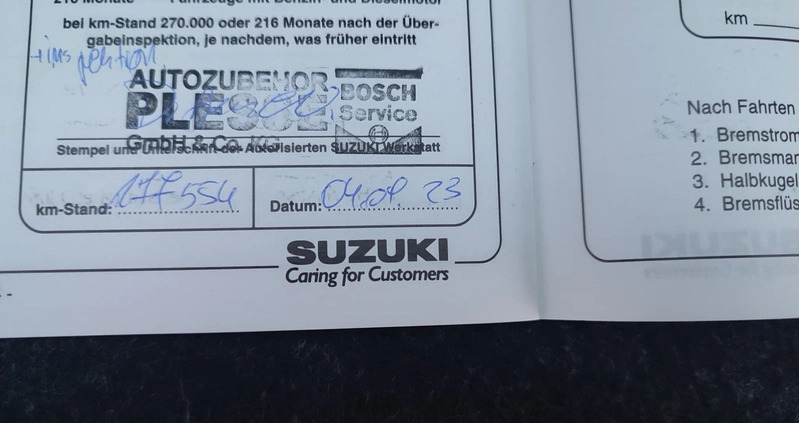 bei km-Stand 270.000 oder 216 Monate nach der Über-
gabeinspektion, je nachdem, was früher eintritt
+ inspektion
AUTOZUBEHÖR
PLESSE
GmbH & Co. KG
BOSCH
Service
Stempel und Unterschrift der Autorisierten SUZUKI Werkstatt
km-Stand: 177554
Datum: 04.09.23
SUZUKI
Caring for Customers
km
Nach Fahrten
1. Bremstrom
2. Bremsmar
3. Halbkugel
4. Bremsflüs